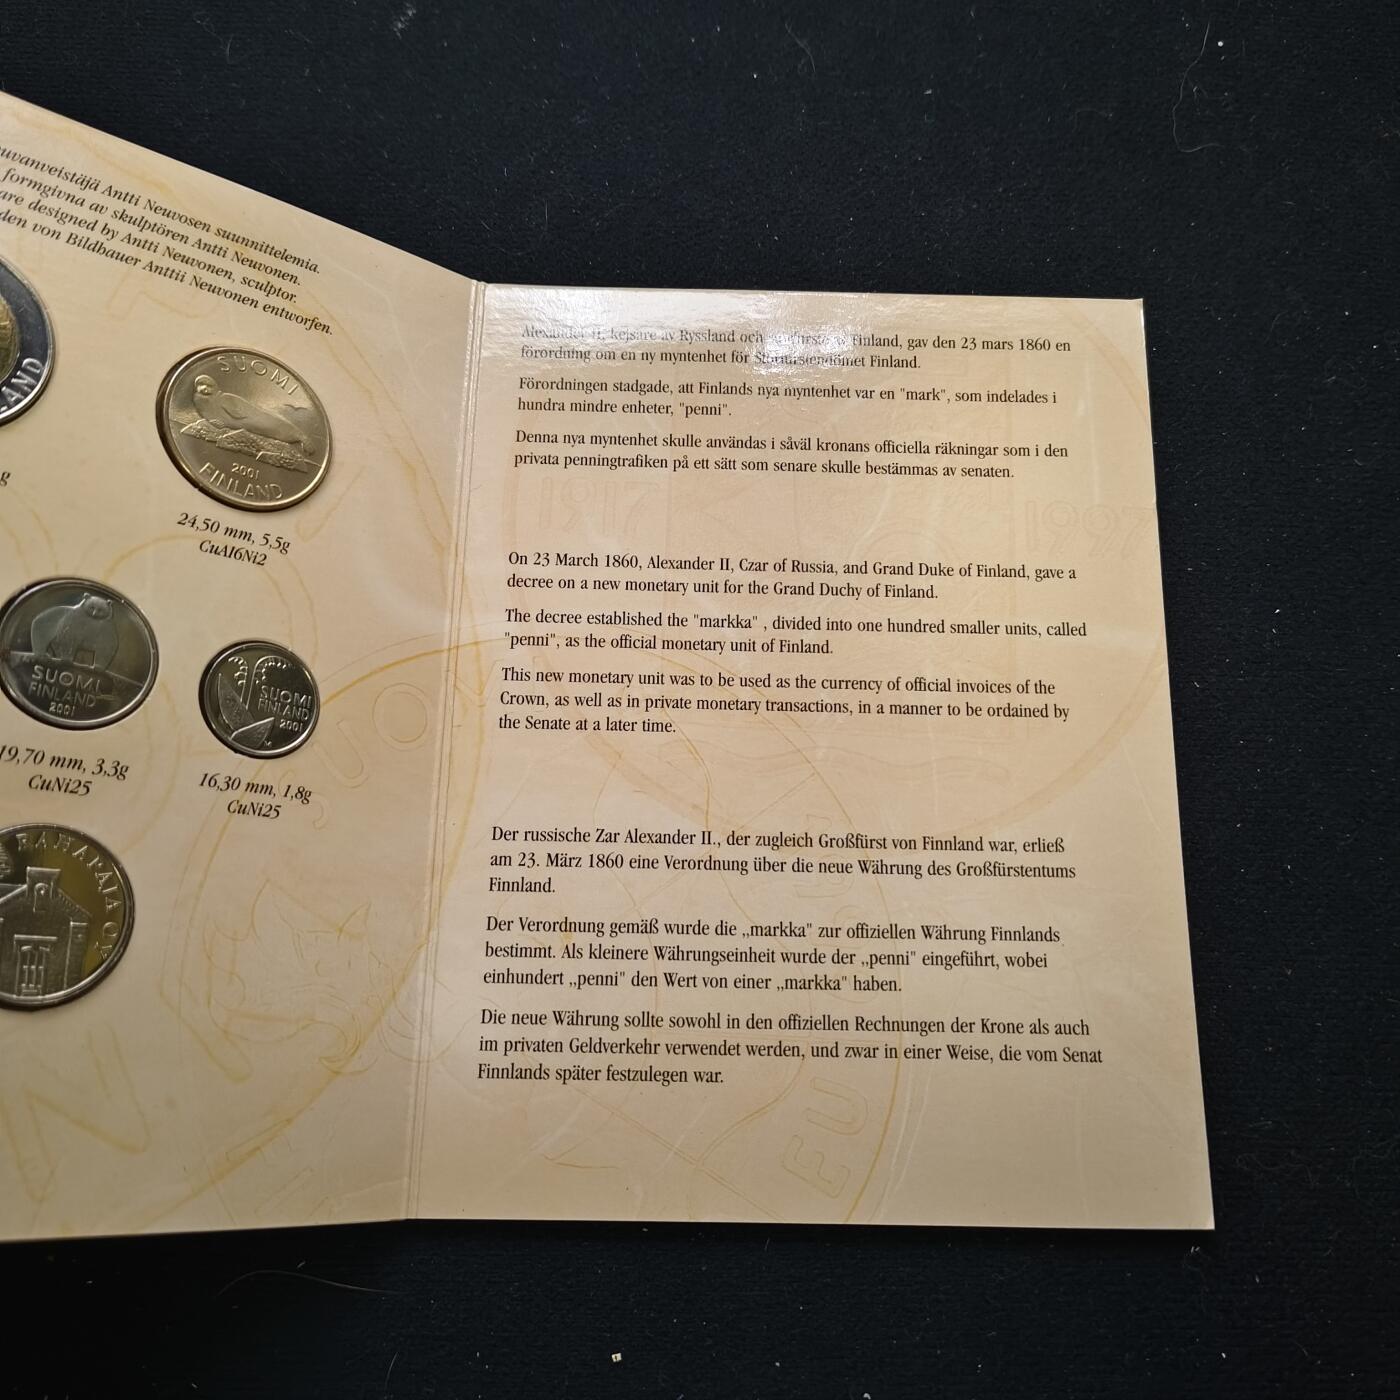 uvanveistäjä Antti Neuvosen suunnittelemia.
formgivna av skulptören Antti Neuvonen.
are designed by Antti Neuvonen, sculptor.
den von Bildhauer Anttii Neuvonen entworfen.
LAND
g
SUOMI
2001
FINLAND
24,50 mm, 5,5g
CuAl6Ni2
SUOMI
FINLAND
2001
19,70 mm, 3,3g
CuNi25
SUOMI
FINLAND
2001
M
16,30 mm, 1,8g
CuNi25
RAHAPAJA OY
Alexander II, kejsare av Ryssland och storfurste av Finland, gav den 23 mars 1860 en
förordning om en ny myntenhet för Storfurstendömet Finland.
Förordningen stadgade, att Finlands nya myntenhet var en "mark", som indelades i
hundra mindre enheter, "penni".
Denna nya myntenhet skulle användas i såväl kronans officiella räkningar som i den
privata penningtrafiken på ett sätt som senare skulle bestämmas av senaten.
1917
2001
On 23 March 1860, Alexander II, Czar of Russia, and Grand Duke of Finland, gave a
decree on a new monetary unit for the Grand Duchy of Finland.
The decree established the "markka" , divided into one hundred smaller units, called
"penni", as the official monetary unit of Finland.
This new monetary unit was to be used as the currency of official invoices of the
Crown, as well as in private monetary transactions, in a manner to be ordained by
the Senate at a later time.
Der russische Zar Alexander II., der zugleich Großfürst von Finnland war, erließ
am 23. März 1860 eine Verordnung über die neue Währung des Großfürstentums
Finnland.
Der Verordnung gemäß wurde die ,,markka" zur offiziellen Währung Finnlands
bestimmt. Als kleinere Währungseinheit wurde der ,,penni" eingeführt, wobei
einhundert ,,penni" den Wert von einer ,,markka" haben.
Die neue Währung sollte sowohl in den offiziellen Rechnungen der Krone als auch
im privaten Geldverkehr verwendet werden, und zwar in einer Weise, die vom Senat
Finnlands später festzulegen war.